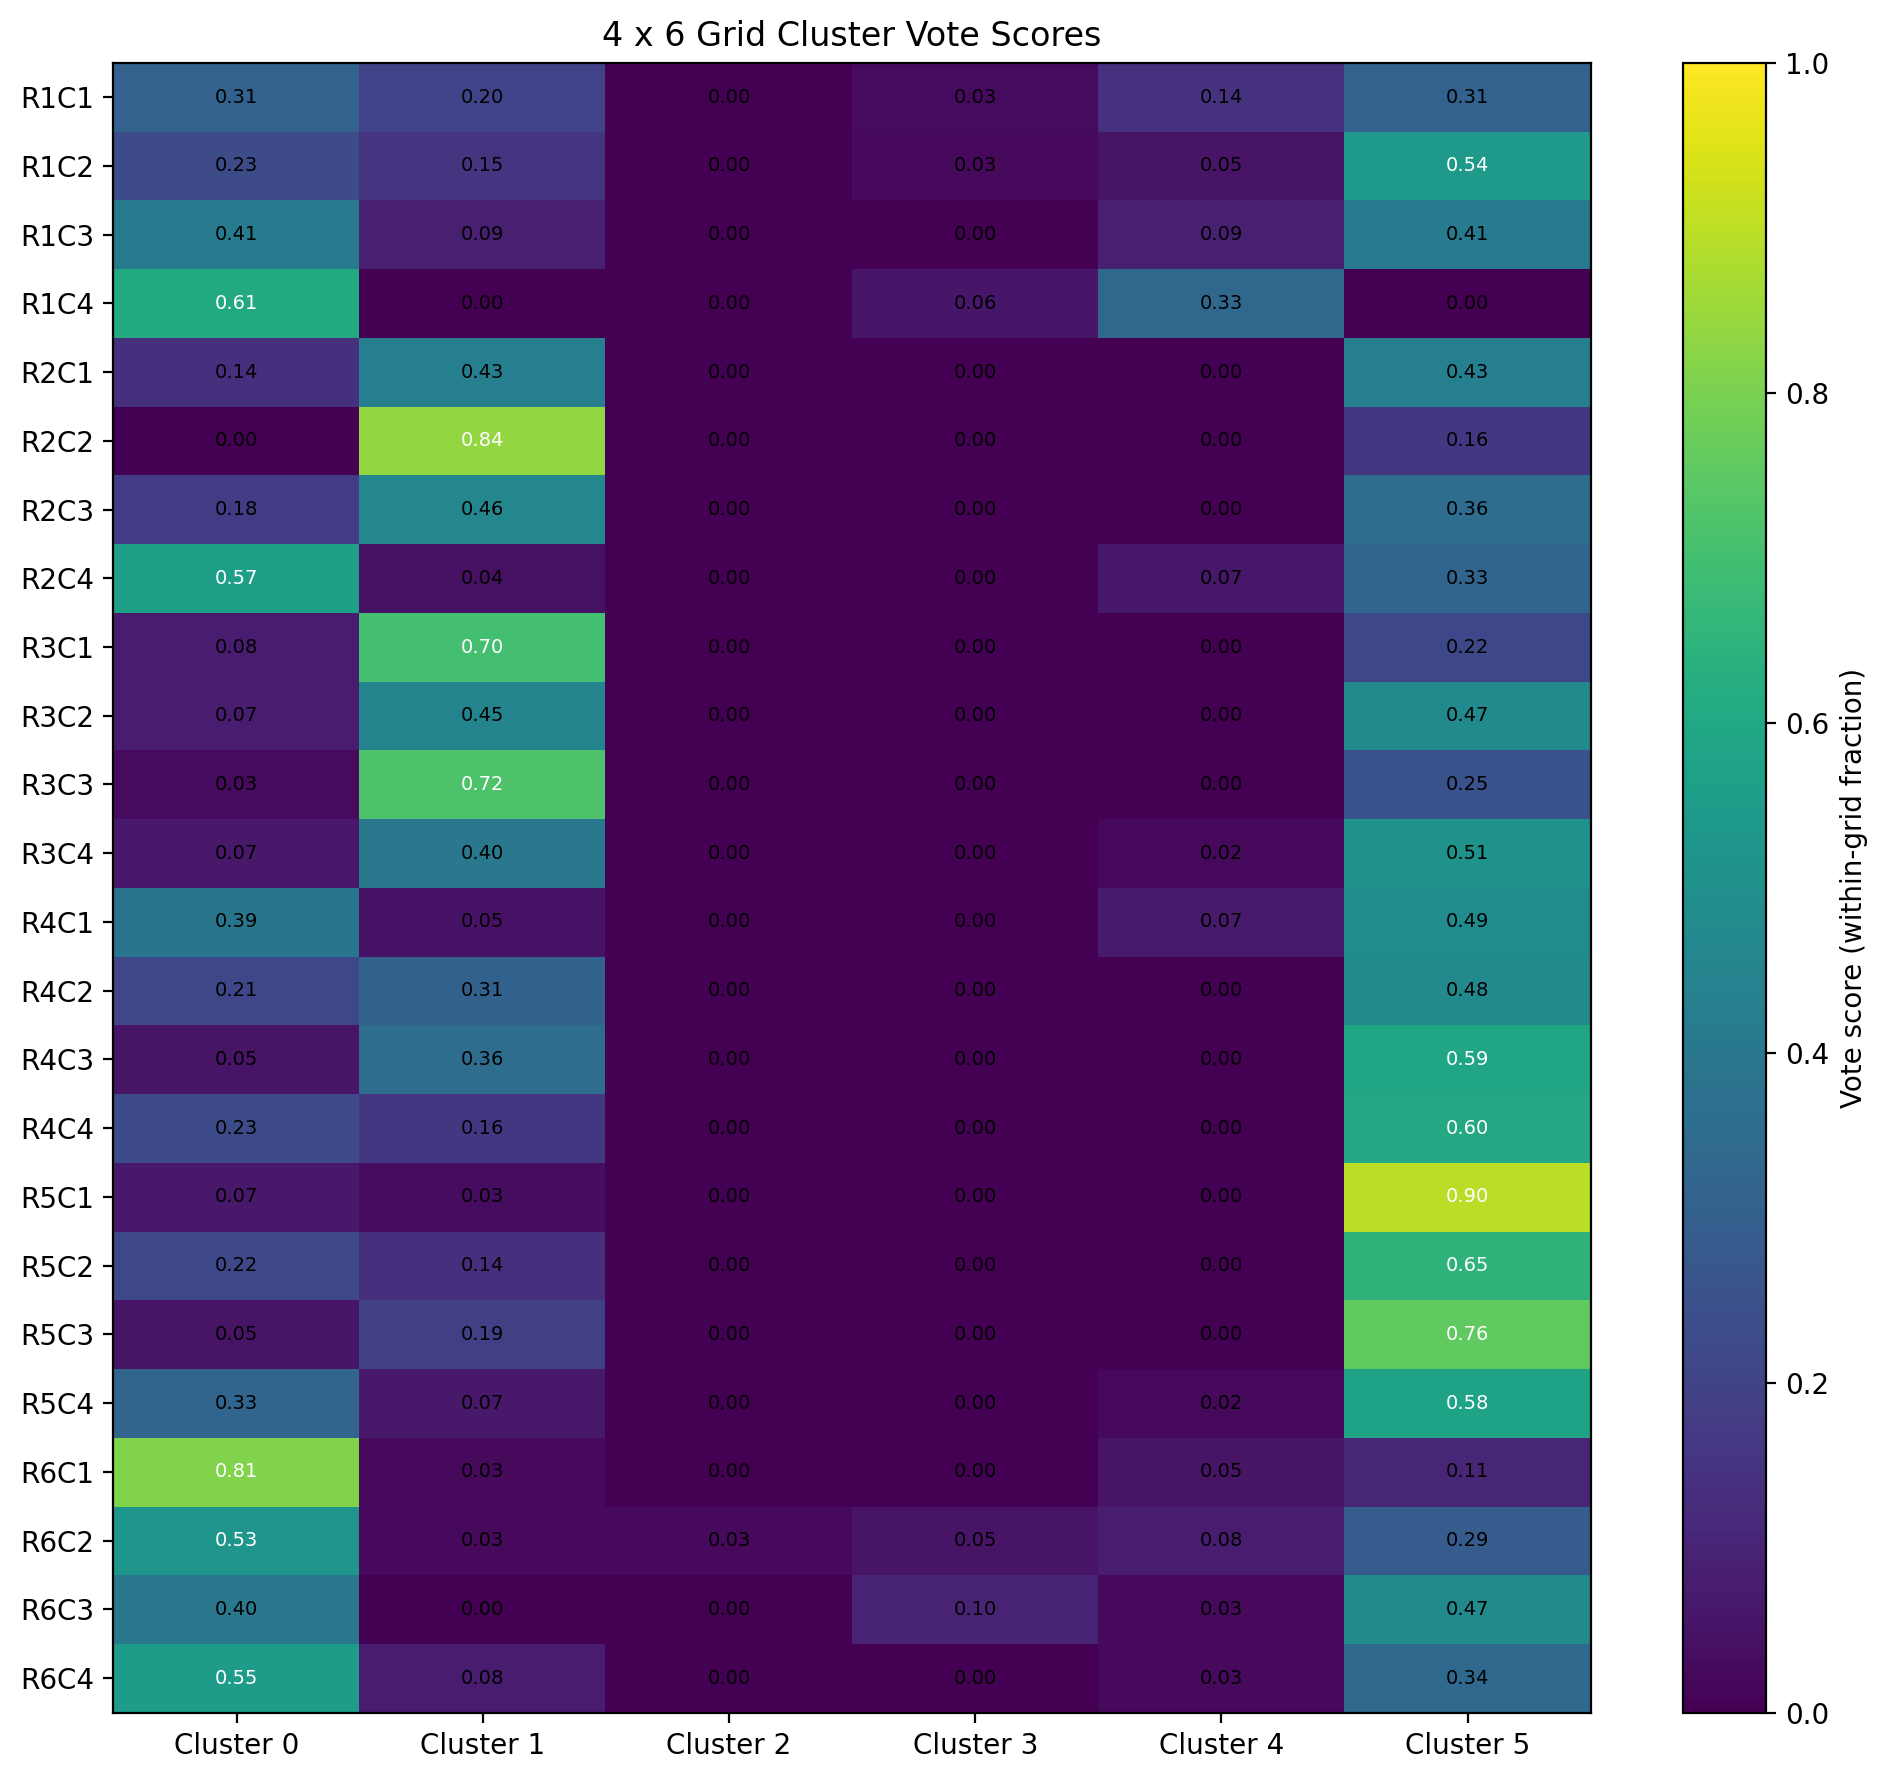 4 x 6 Grid Cluster Vote Scores
R1C1 0.31 0.20 0.00 0.03 0.14 0.31
R1C2 0.23 0.15 0.00 0.03 0.05 0.54
R1C3 0.41 0.09 0.00 0.00 0.09 0.41
R1C4 0.61 0.00 0.00 0.06 0.33 0.00
R2C1 0.14 0.43 0.00 0.00 0.00 0.43
R2C2 0.00 0.84 0.00 0.00 0.00 0.16
R2C3 0.18 0.46 0.00 0.00 0.00 0.36
R2C4 0.57 0.04 0.00 0.00 0.07 0.33
R3C1 0.08 0.70 0.00 0.00 0.00 0.22
R3C2 0.07 0.45 0.00 0.00 0.00 0.47
R3C3 0.03 0.72 0.00 0.00 0.00 0.25
R3C4 0.07 0.40 0.00 0.00 0.02 0.51
R4C1 0.39 0.05 0.00 0.00 0.07 0.49
R4C2 0.21 0.31 0.00 0.00 0.00 0.48
R4C3 0.05 0.36 0.00 0.00 0.00 0.59
R4C4 0.23 0.16 0.00 0.00 0.00 0.60
R5C1 0.07 0.03 0.00 0.00 0.00 0.90
R5C2 0.22 0.14 0.00 0.00 0.00 0.65
R5C3 0.05 0.19 0.00 0.00 0.00 0.76
R5C4 0.33 0.07 0.00 0.00 0.02 0.58
R6C1 0.81 0.03 0.00 0.00 0.05 0.11
R6C2 0.53 0.03 0.03 0.05 0.08 0.29
R6C3 0.40 0.00 0.00 0.10 0.03 0.47
R6C4 0.55 0.08 0.00 0.00 0.03 0.34
Cluster 0 Cluster 1 Cluster 2 Cluster 3 Cluster 4 Cluster 5
1.0
0.8
0.6
0.4
0.2
0.0
Vote score (within-grid fraction)